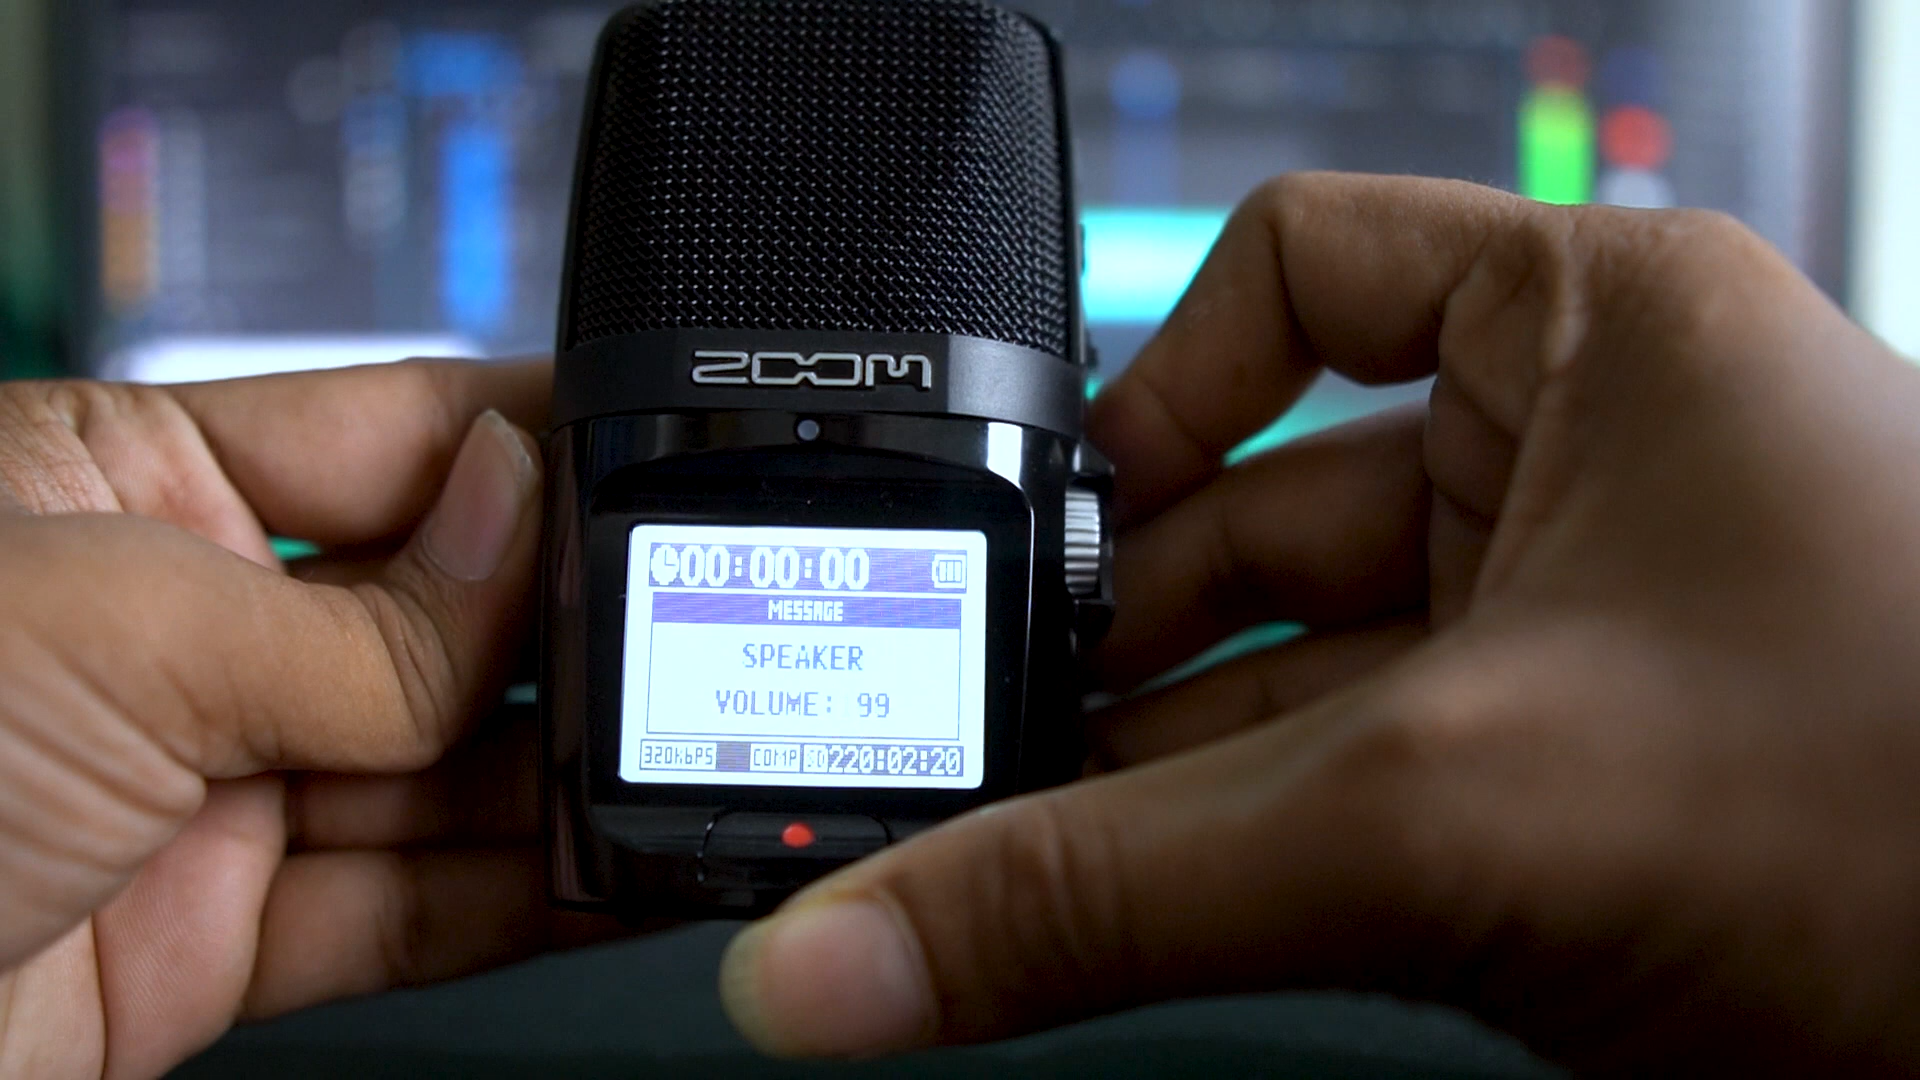 ZOOM
00:00:00
MESSAGE
SPEAKER
VOLUME: 99
320kbps COMP SD 220:02:20